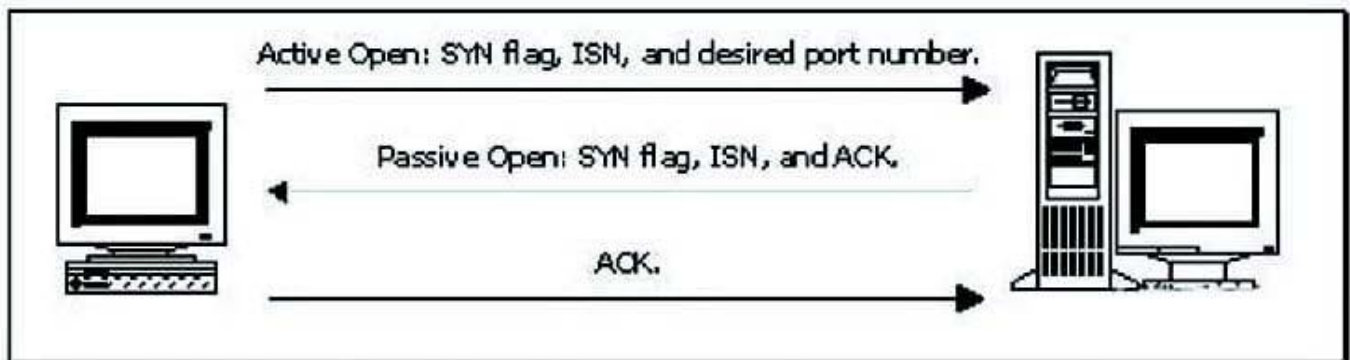 Active Open: SYN flag, ISN, and desired port number.
Passive Open: SYN flag, ISN, and ACK.
ACK.